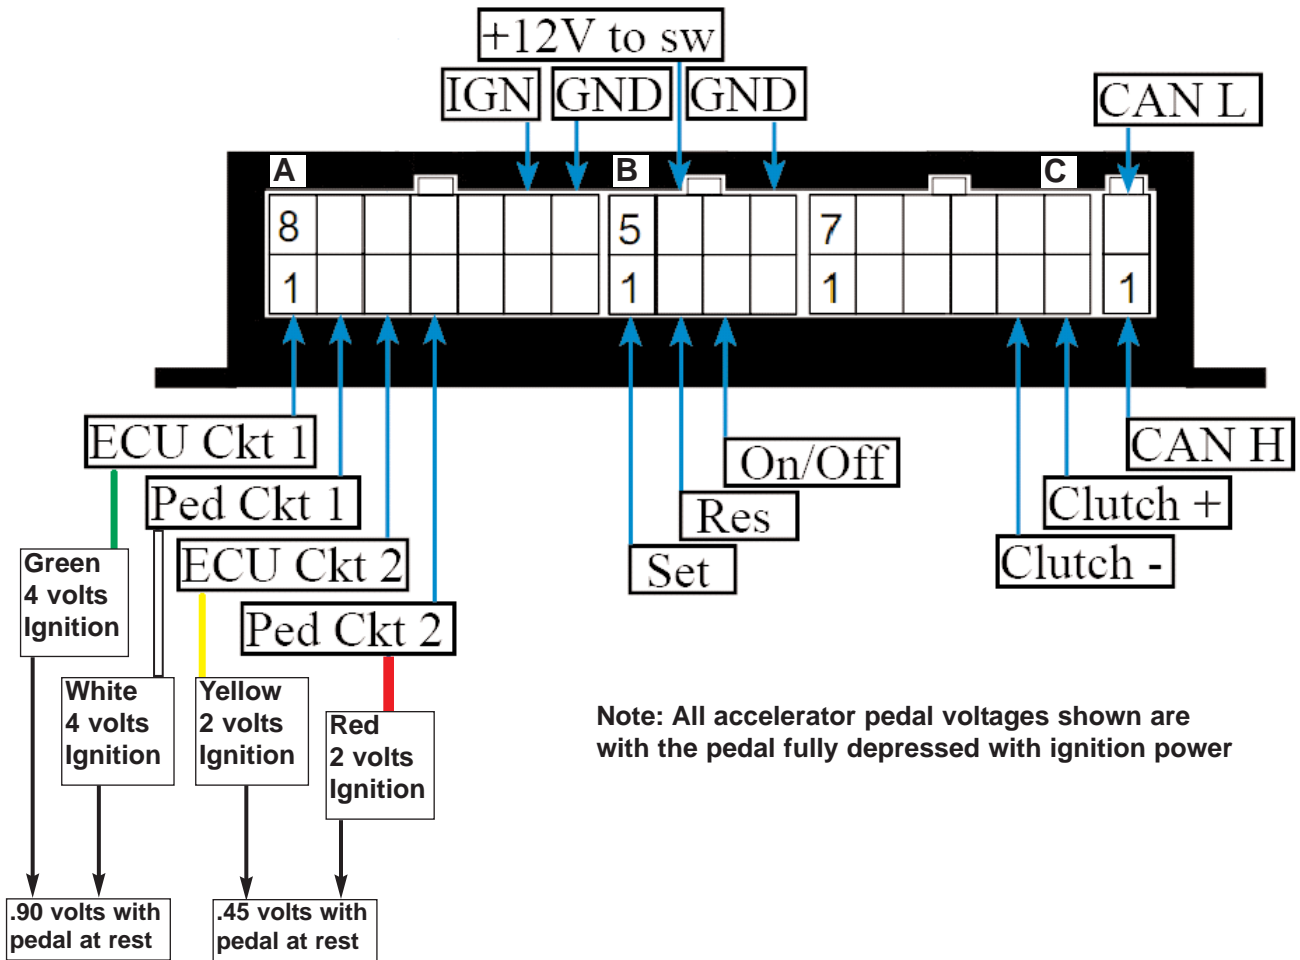 +12V to sw
IGN
GND
GND
CAN L
A
B
C
8
5
7
1
1
1
1
ECU Ckt 1
Ped Ckt 1
ECU Ckt 2
Ped Ckt 2
On/Off
Res
Set
CAN H
Clutch +
Clutch -
Green
4 volts
Ignition
White
4 volts
Ignition
Yellow
2 volts
Ignition
Red
2 volts
Ignition
Note: All accelerator pedal voltages shown are
with the pedal fully depressed with ignition power
.90 volts with
pedal at rest
.45 volts with
pedal at rest